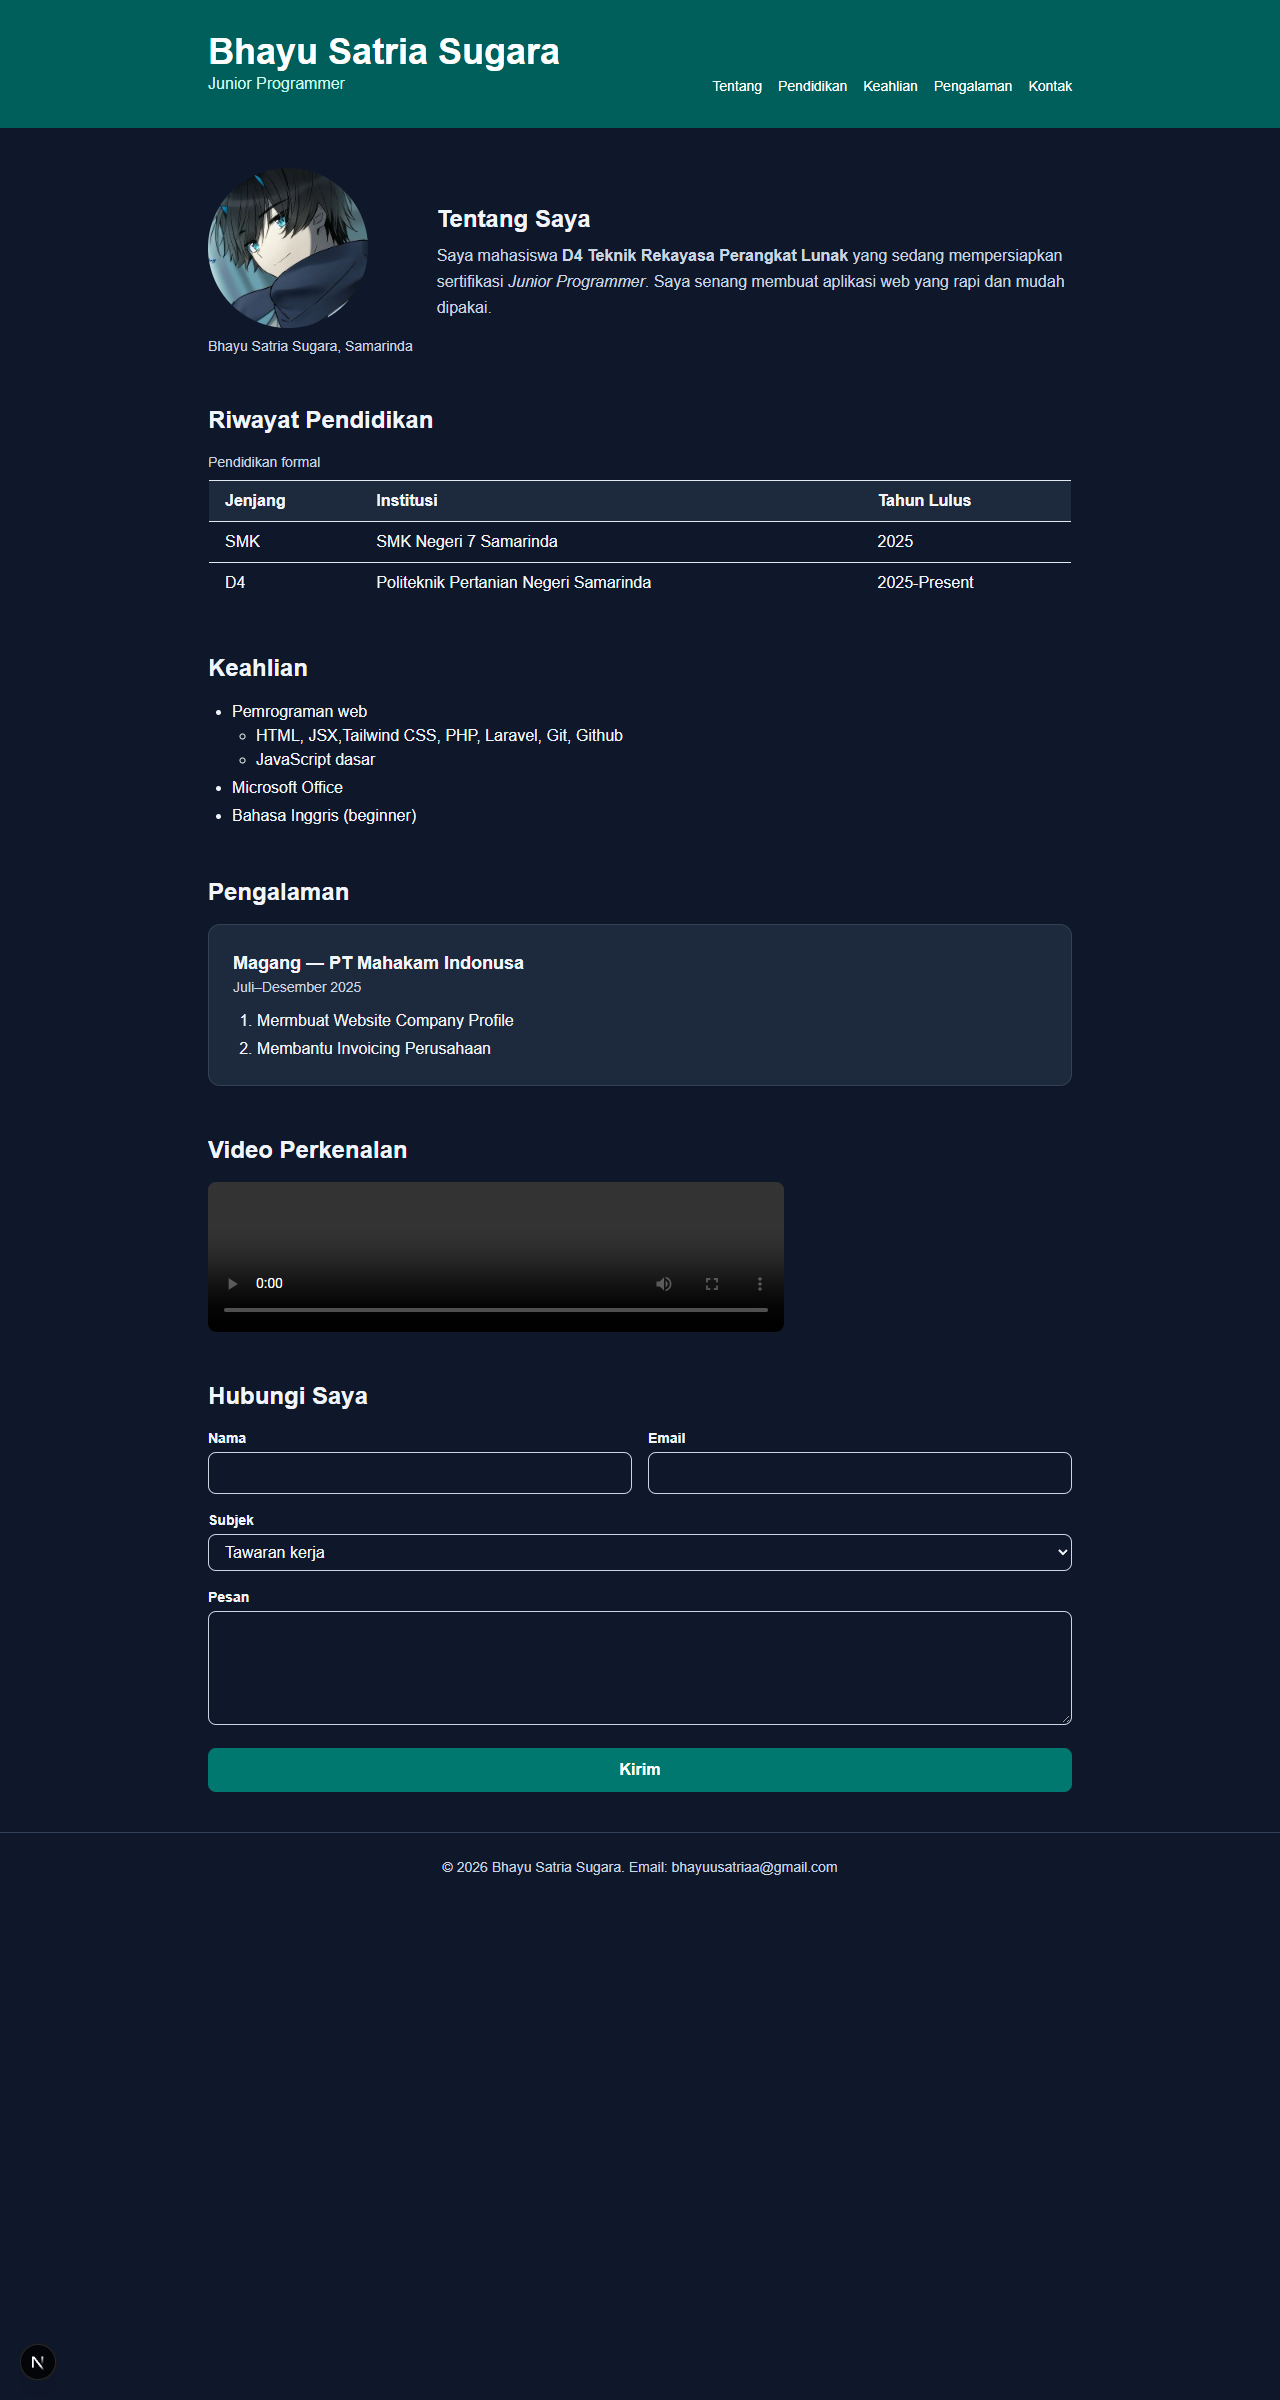 Bhayu Satria Sugara
Junior Programmer
Tentang Pendidikan Keahlian Pengalaman Kontak
Tentang Saya
Saya mahasiswa D4 Teknik Rekayasa Perangkat Lunak yang sedang mempersiapkan
sertifikasi Junior Programmer. Saya senang membuat aplikasi web yang rapi dan mudah
dipakai.
Bhayu Satria Sugara, Samarinda
Riwayat Pendidikan
Pendidikan formal
Jenjang Institusi Tahun Lulus
SMK SMK Negeri 7 Samarinda 2025
D4 Politeknik Pertanian Negeri Samarinda 2025-Present
Keahlian
Pemrograman web
HTML, JSX,Tailwind CSS, PHP, Laravel, Git, Github
JavaScript dasar
Microsoft Office
Bahasa Inggris (beginner)
Pengalaman
Magang — PT Mahakam Indonusa
Juli–Desember 2025
1. Mermbuat Website Company Profile
2. Membantu Invoicing Perusahaan
Video Perkenalan
0:00
Hubungi Saya
Nama Email
Subjek
Tawaran kerja
Pesan
Kirim
© 2026 Bhayu Satria Sugara. Email: bhayuusatriaa@gmail.com
N